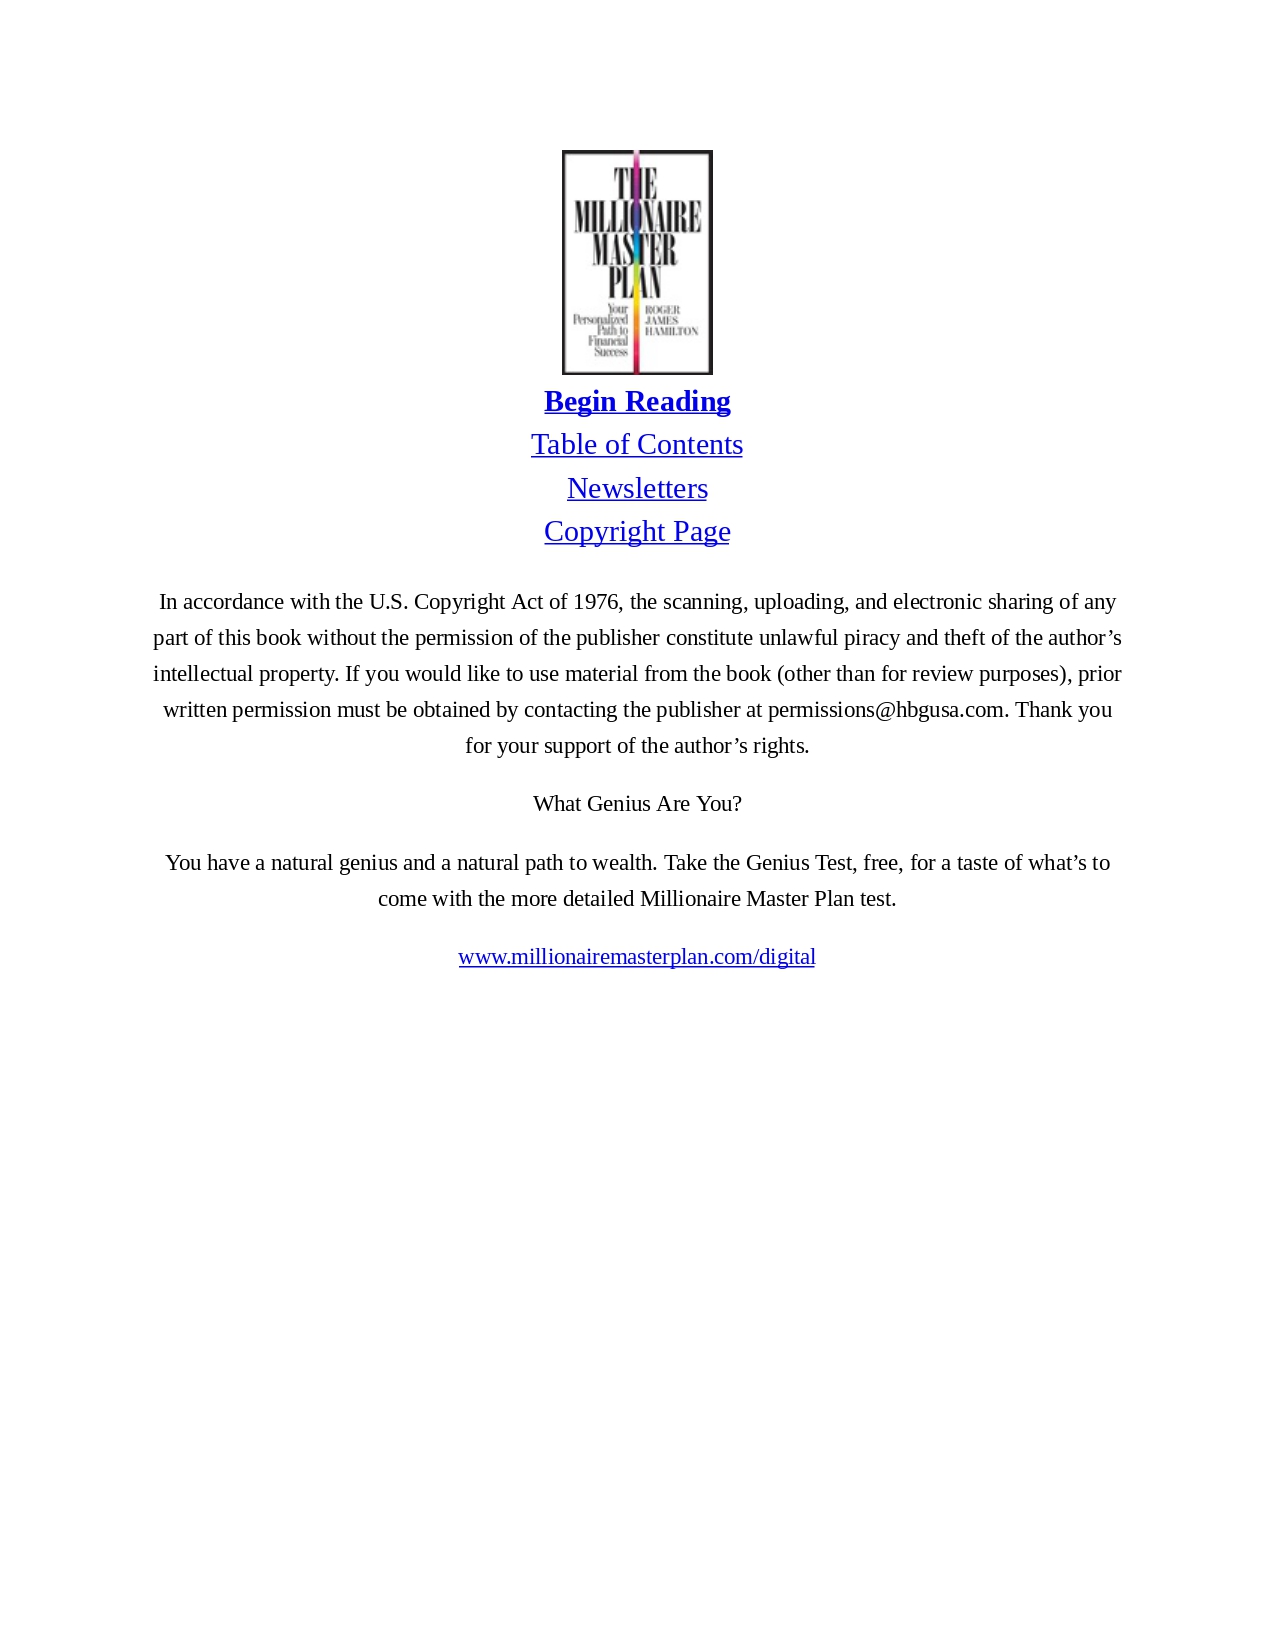 THE
MILLIONAIRE
MASTER
PLAN
Your
Personalized
Path to
Financial
Success
ROGER
JAMES
HAMILTON
Begin Reading
Table of Contents
Newsletters
Copyright Page
In accordance with the U.S. Copyright Act of 1976, the scanning, uploading, and electronic sharing of any
part of this book without the permission of the publisher constitute unlawful piracy and theft of the author’s
intellectual property. If you would like to use material from the book (other than for review purposes), prior
written permission must be obtained by contacting the publisher at permissions@hbgusa.com. Thank you
for your support of the author’s rights.
What Genius Are You?
You have a natural genius and a natural path to wealth. Take the Genius Test, free, for a taste of what’s to
come with the more detailed Millionaire Master Plan test.
www.millionairemasterplan.com/digital